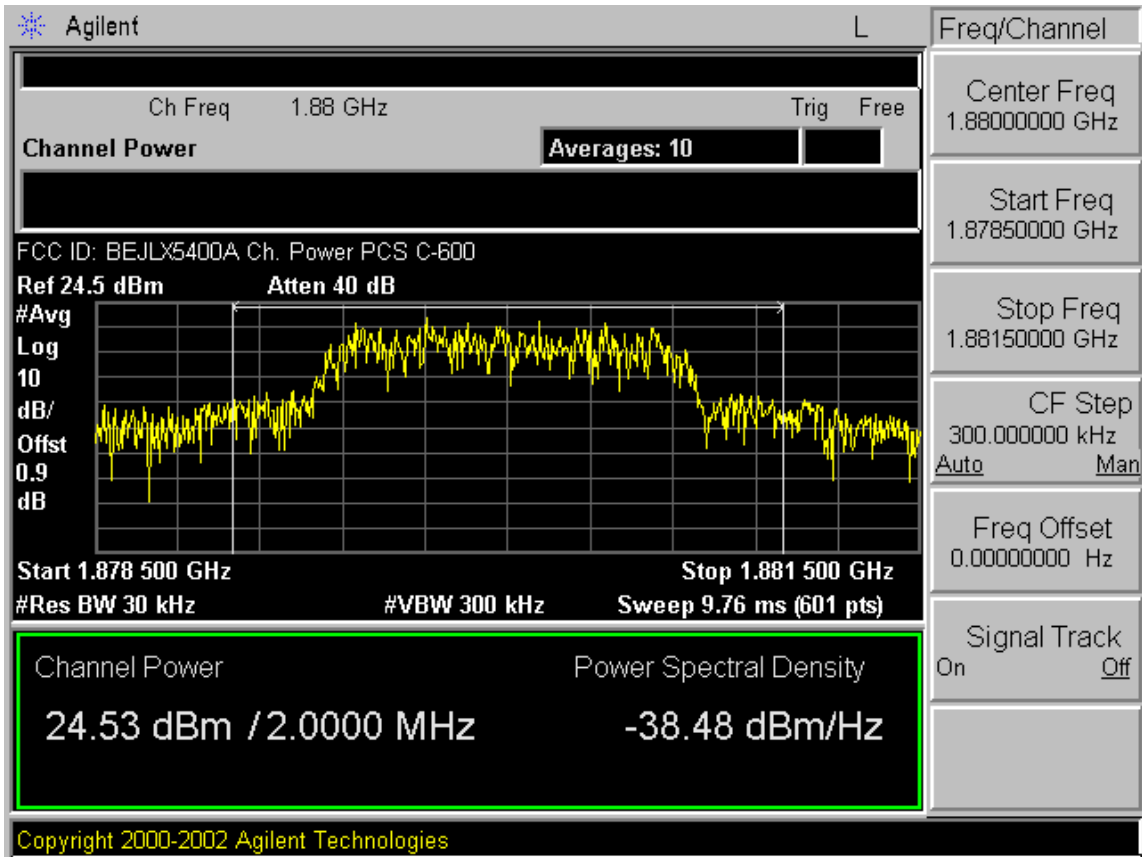 Agilent
L
Freq/Channel
Ch Freq 1.88 GHz Trig Free
Channel Power Averages: 10
FCC ID: BEJLX5400A Ch. Power PCS C-600
Ref 24.5 dBm Atten 40 dB
#Avg
Log
10
dB/
Offst
0.9
dB
Start 1.878 500 GHz Stop 1.881 500 GHz
#Res BW 30 kHz #VBW 300 kHz Sweep 9.76 ms (601 pts)
Channel Power Power Spectral Density
24.53 dBm / 2.0000 MHz -38.48 dBm/Hz
Center Freq
1.88000000 GHz
Start Freq
1.87850000 GHz
Stop Freq
1.88150000 GHz
CF Step
300.000000 kHz
Auto Man
Freq Offset
0.00000000 Hz
Signal Track
On Off
Copyright 2000-2002 Agilent Technologies